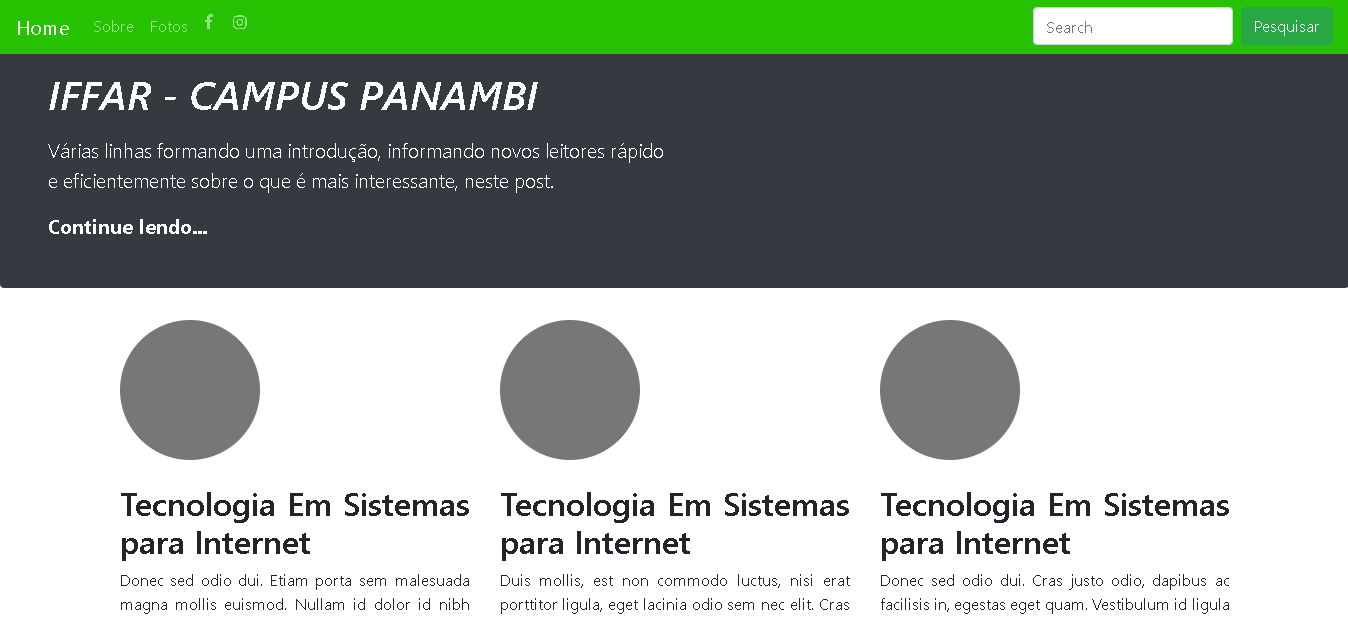 Home Sobre Fotos Search Pesquisar
IFFAR - CAMPUS PANAMBI
Várias linhas formando uma introdução, informando novos leitores rápido
e eficientemente sobre o que é mais interessante, neste post.
Continue lendo...
Tecnologia Em Sistemas
para Internet
Donec sed odio dui. Etiam porta sem malesuada
magna mollis euismod. Nullam id dolor id nibh
Tecnologia Em Sistemas
para Internet
Duis mollis, est non commodo luctus, nisi erat
porttitor ligula, eget lacinia odio sem nec elit. Cras
Tecnologia Em Sistemas
para Internet
Donec sed odio dui. Cras justo odio, dapibus ac
facilisis in, egestas eget quam. Vestibulum id ligula